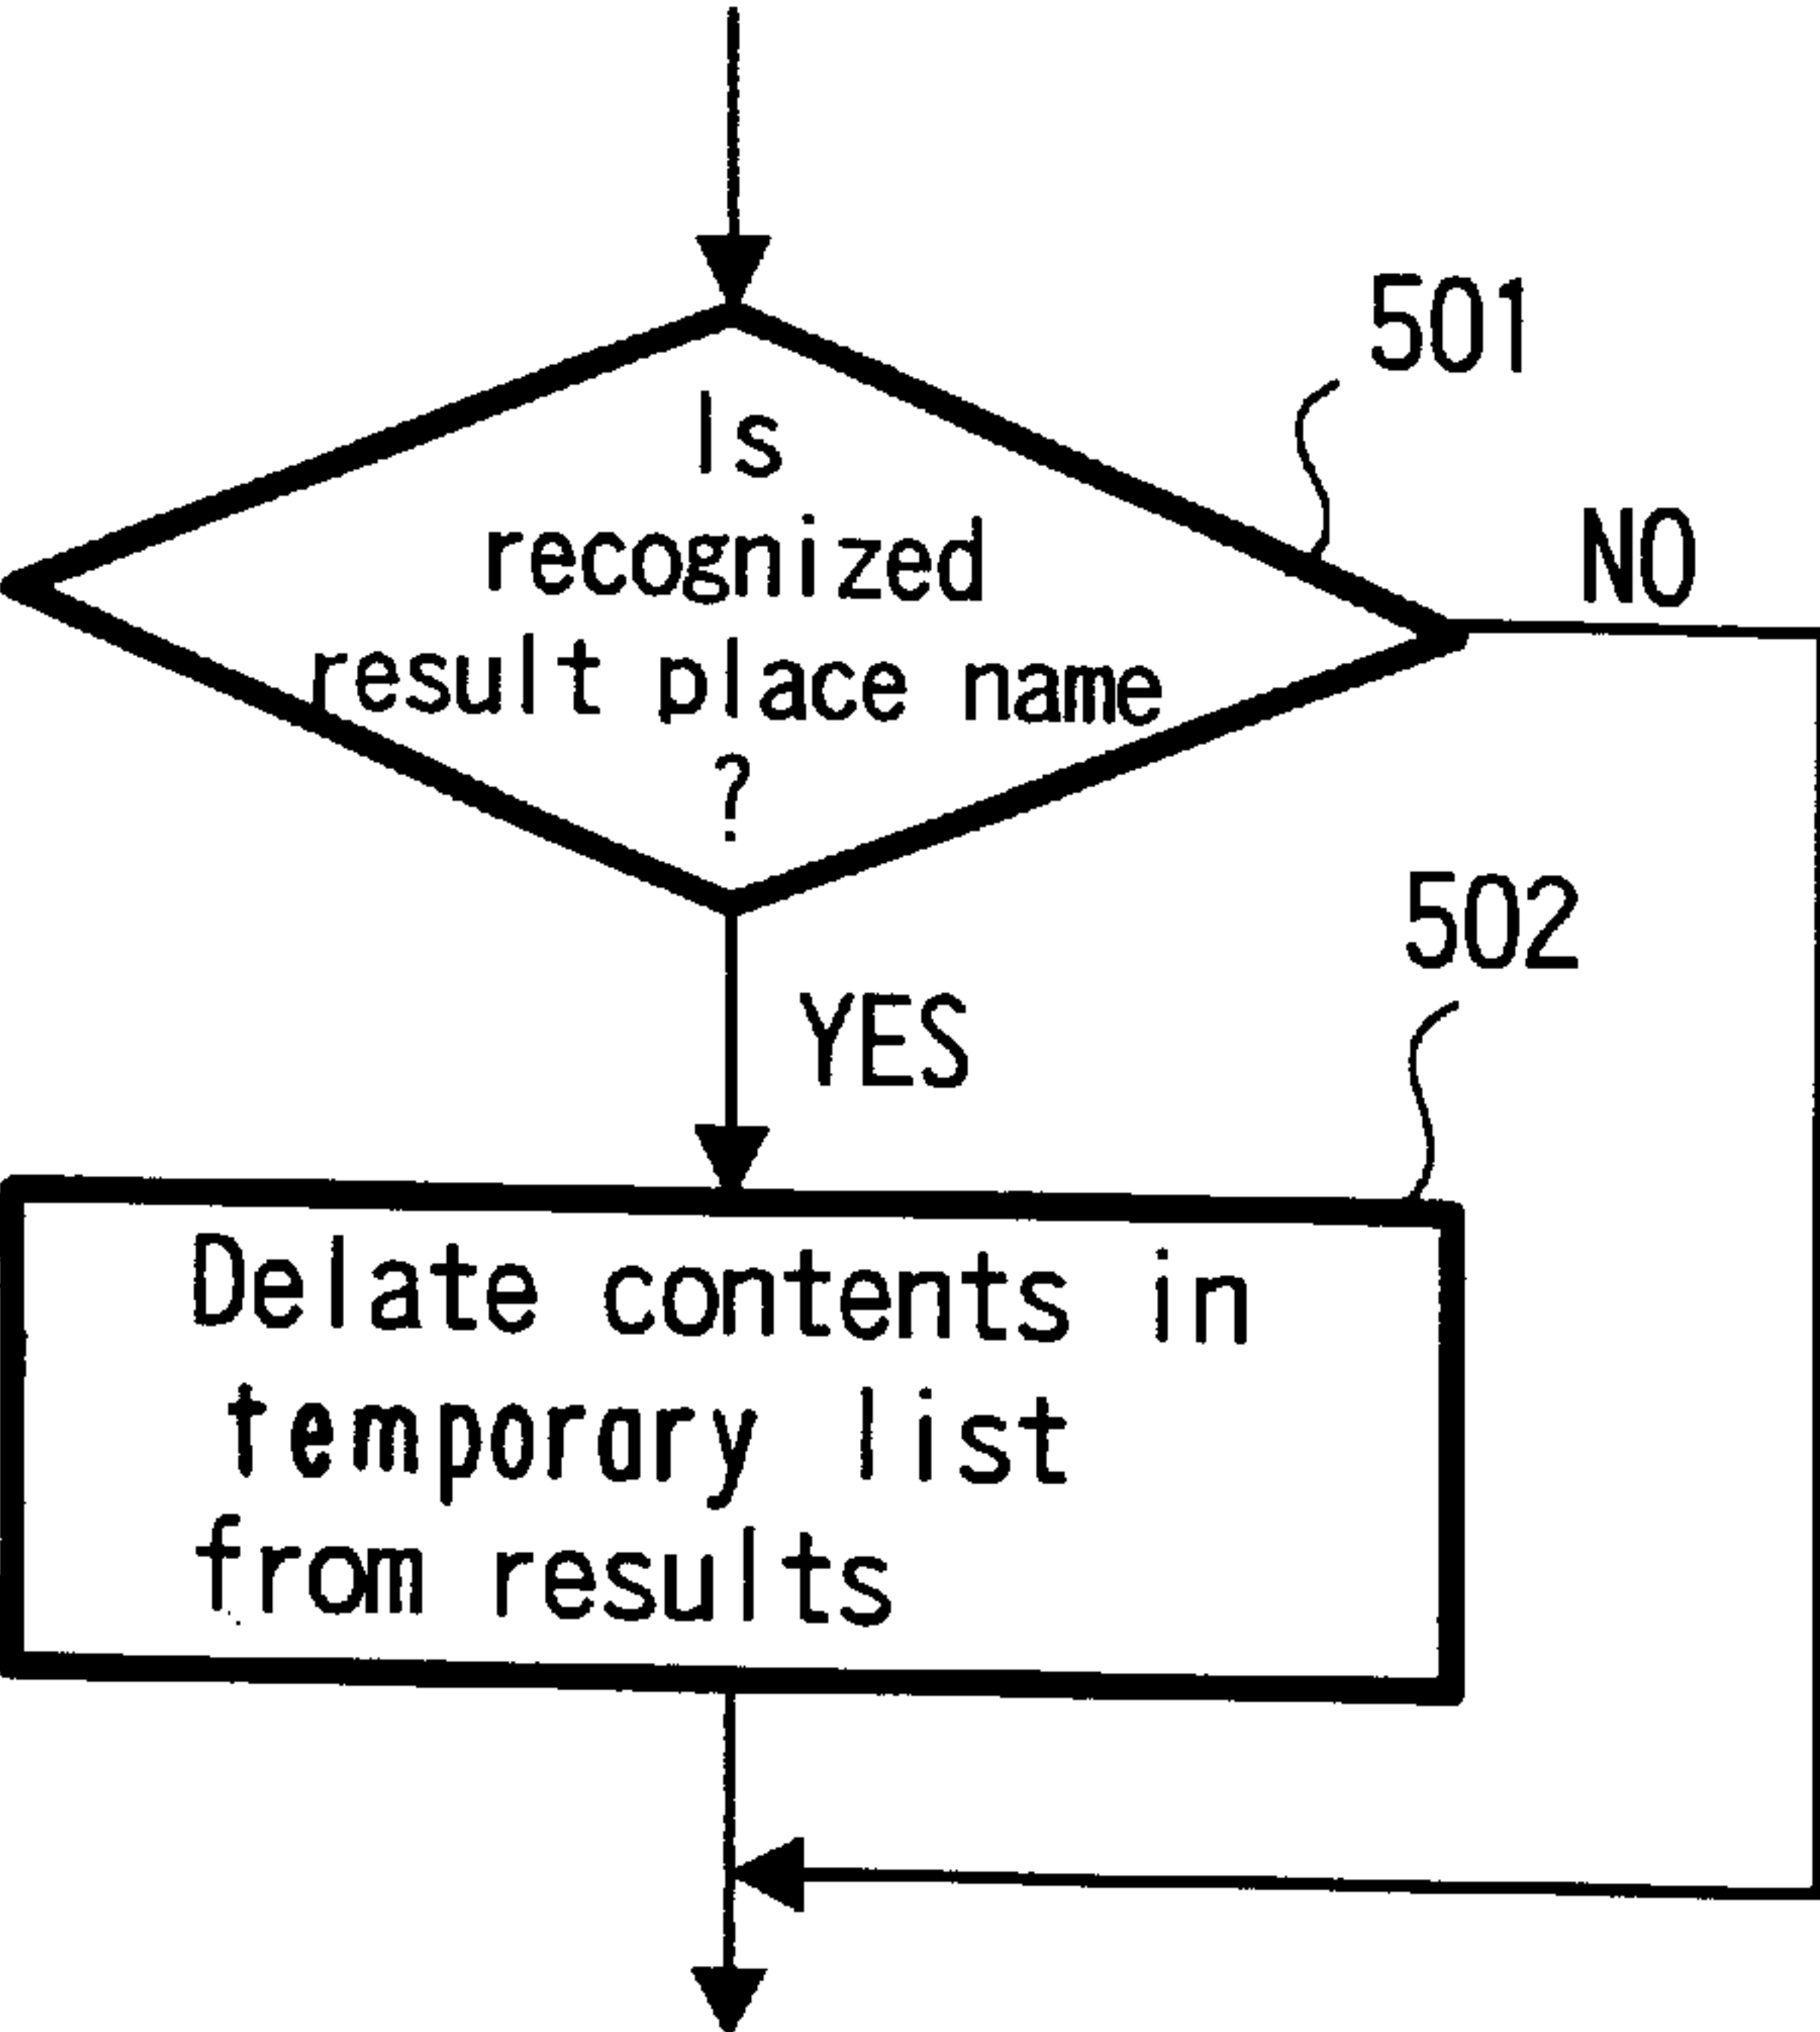 501
Is
recognized
result place name
?
NO
502
YES
Delate contents in
temporary list
from results